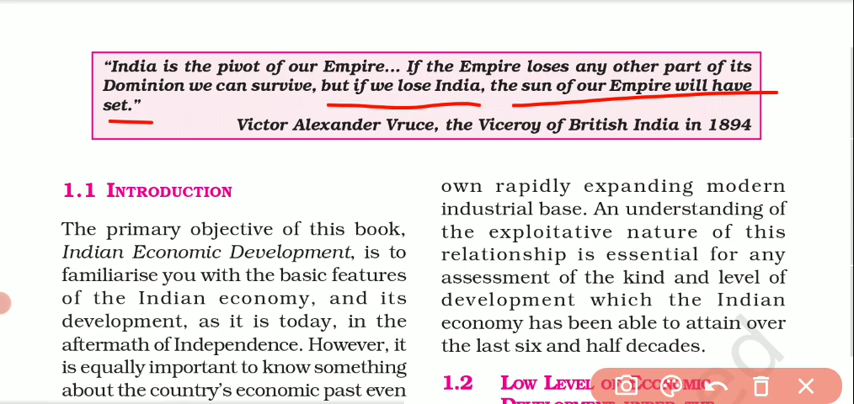 “India is the pivot of our Empire... If the Empire loses any other part of its
Dominion we can survive, but if we lose India, the sun of our Empire will have
set.”
Victor Alexander Vruce, the Viceroy of British India in 1894
1.1 INTRODUCTION
The primary objective of this book,
Indian Economic Development, is to
familiarise you with the basic features
of the Indian economy, and its
development, as it is today, in the
aftermath of Independence. However, it
is equally important to know something
about the country’s economic past even
own rapidly expanding modern
industrial base. An understanding of
the exploitative nature of this
relationship is essential for any
assessment of the kind and level of
development which the Indian
economy has been able to attain over
the last six and half decades.
1.2 LOW LEVEL OF ECONOMIC
DEVELOPMENT UNDER THE